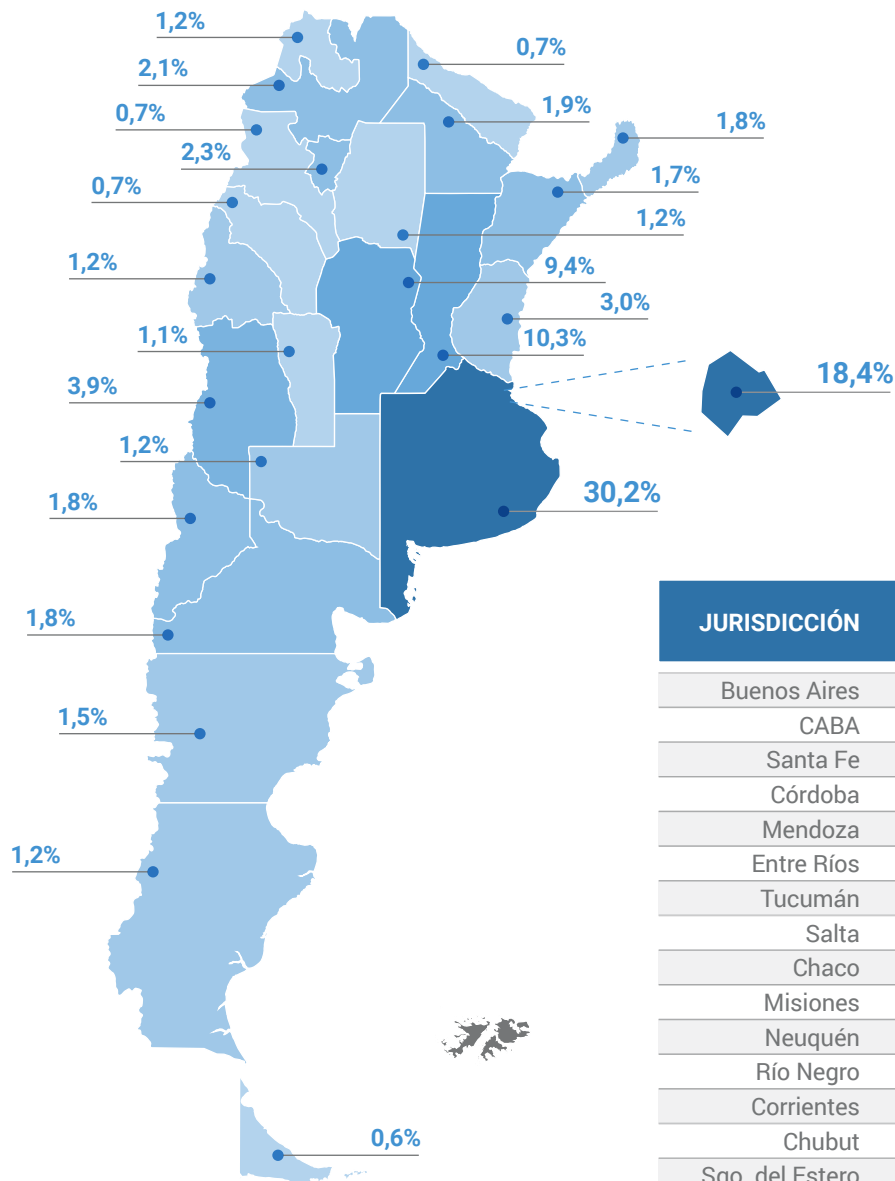 1,2%
0,7%
2,1%
0,7%
1,9%
1,8%
2,3%
1,7%
0,7%
1,2%
1,2%
9,4%
3,0%
1,1%
10,3%
18,4%
3,9%
1,2%
1,8%
30,2%
1,8%
1,5%
1,2%
0,6%
JURISDICCIÓN
Buenos Aires
CABA
Santa Fe
Córdoba
Mendoza
Entre Ríos
Tucumán
Salta
Chaco
Misiones
Neuquén
Río Negro
Corrientes
Chubut
Sgo. del Estero